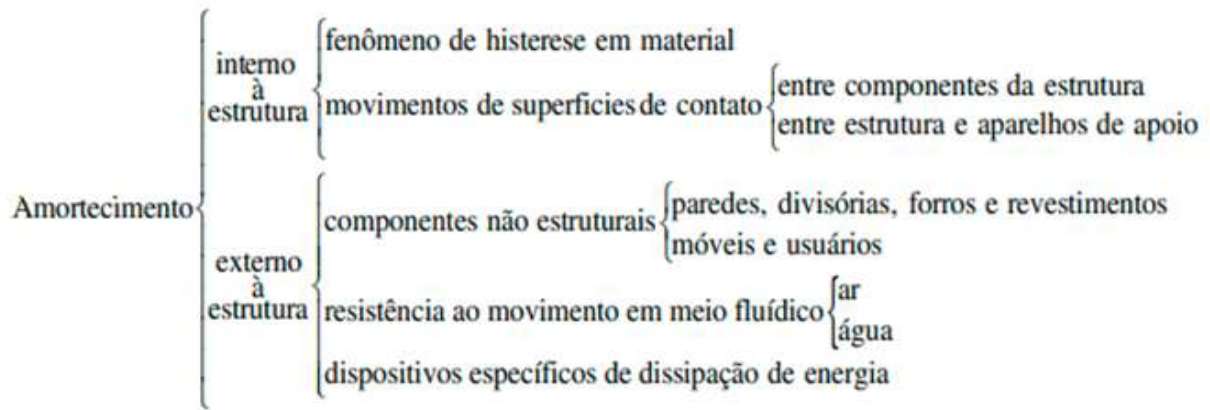 Amortecimento
interno
à
estrutura
fenômeno de histerese em material
movimentos de superficies de contato
entre componentes da estrutura
entre estrutura e aparelhos de apoio
externo
à
estrutura
componentes não estruturais
paredes, divisórias, forros e revestimentos
móveis e usuários
resistência ao movimento em meio fluídico
ar
água
dispositivos específicos de dissipação de energia